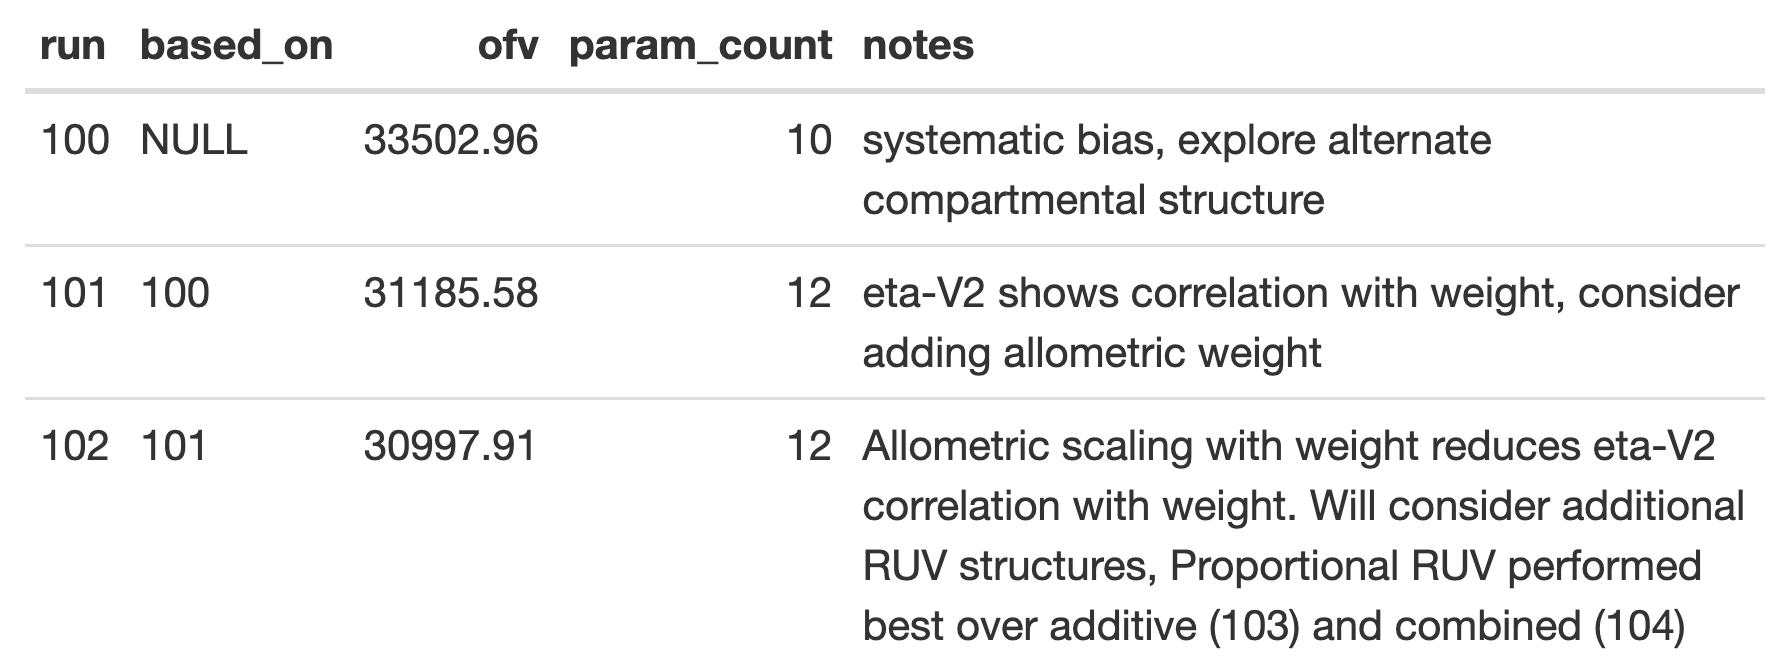 run based_on ofv param_count notes
100 NULL 33502.96 10 systematic bias, explore alternate
compartmental structure
101 100 31185.58 12 eta-V2 shows correlation with weight, consider
adding allometric weight
102 101 30997.91 12 Allometric scaling with weight reduces eta-V2
correlation with weight. Will consider additional
RUV structures, Proportional RUV performed
best over additive (103) and combined (104)